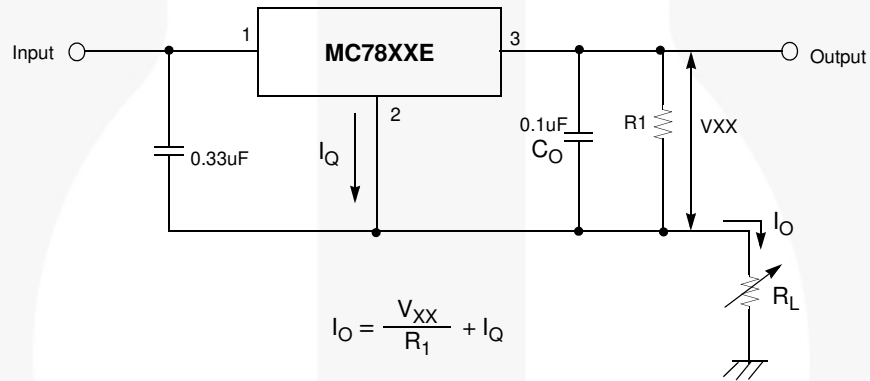 Input
1
MC78XXE
3
Output
2
0.33uF
I_Q
0.1uF
C_O
R1
VXX
I_O
R_L
I_O = V_XX / R_1 + I_Q